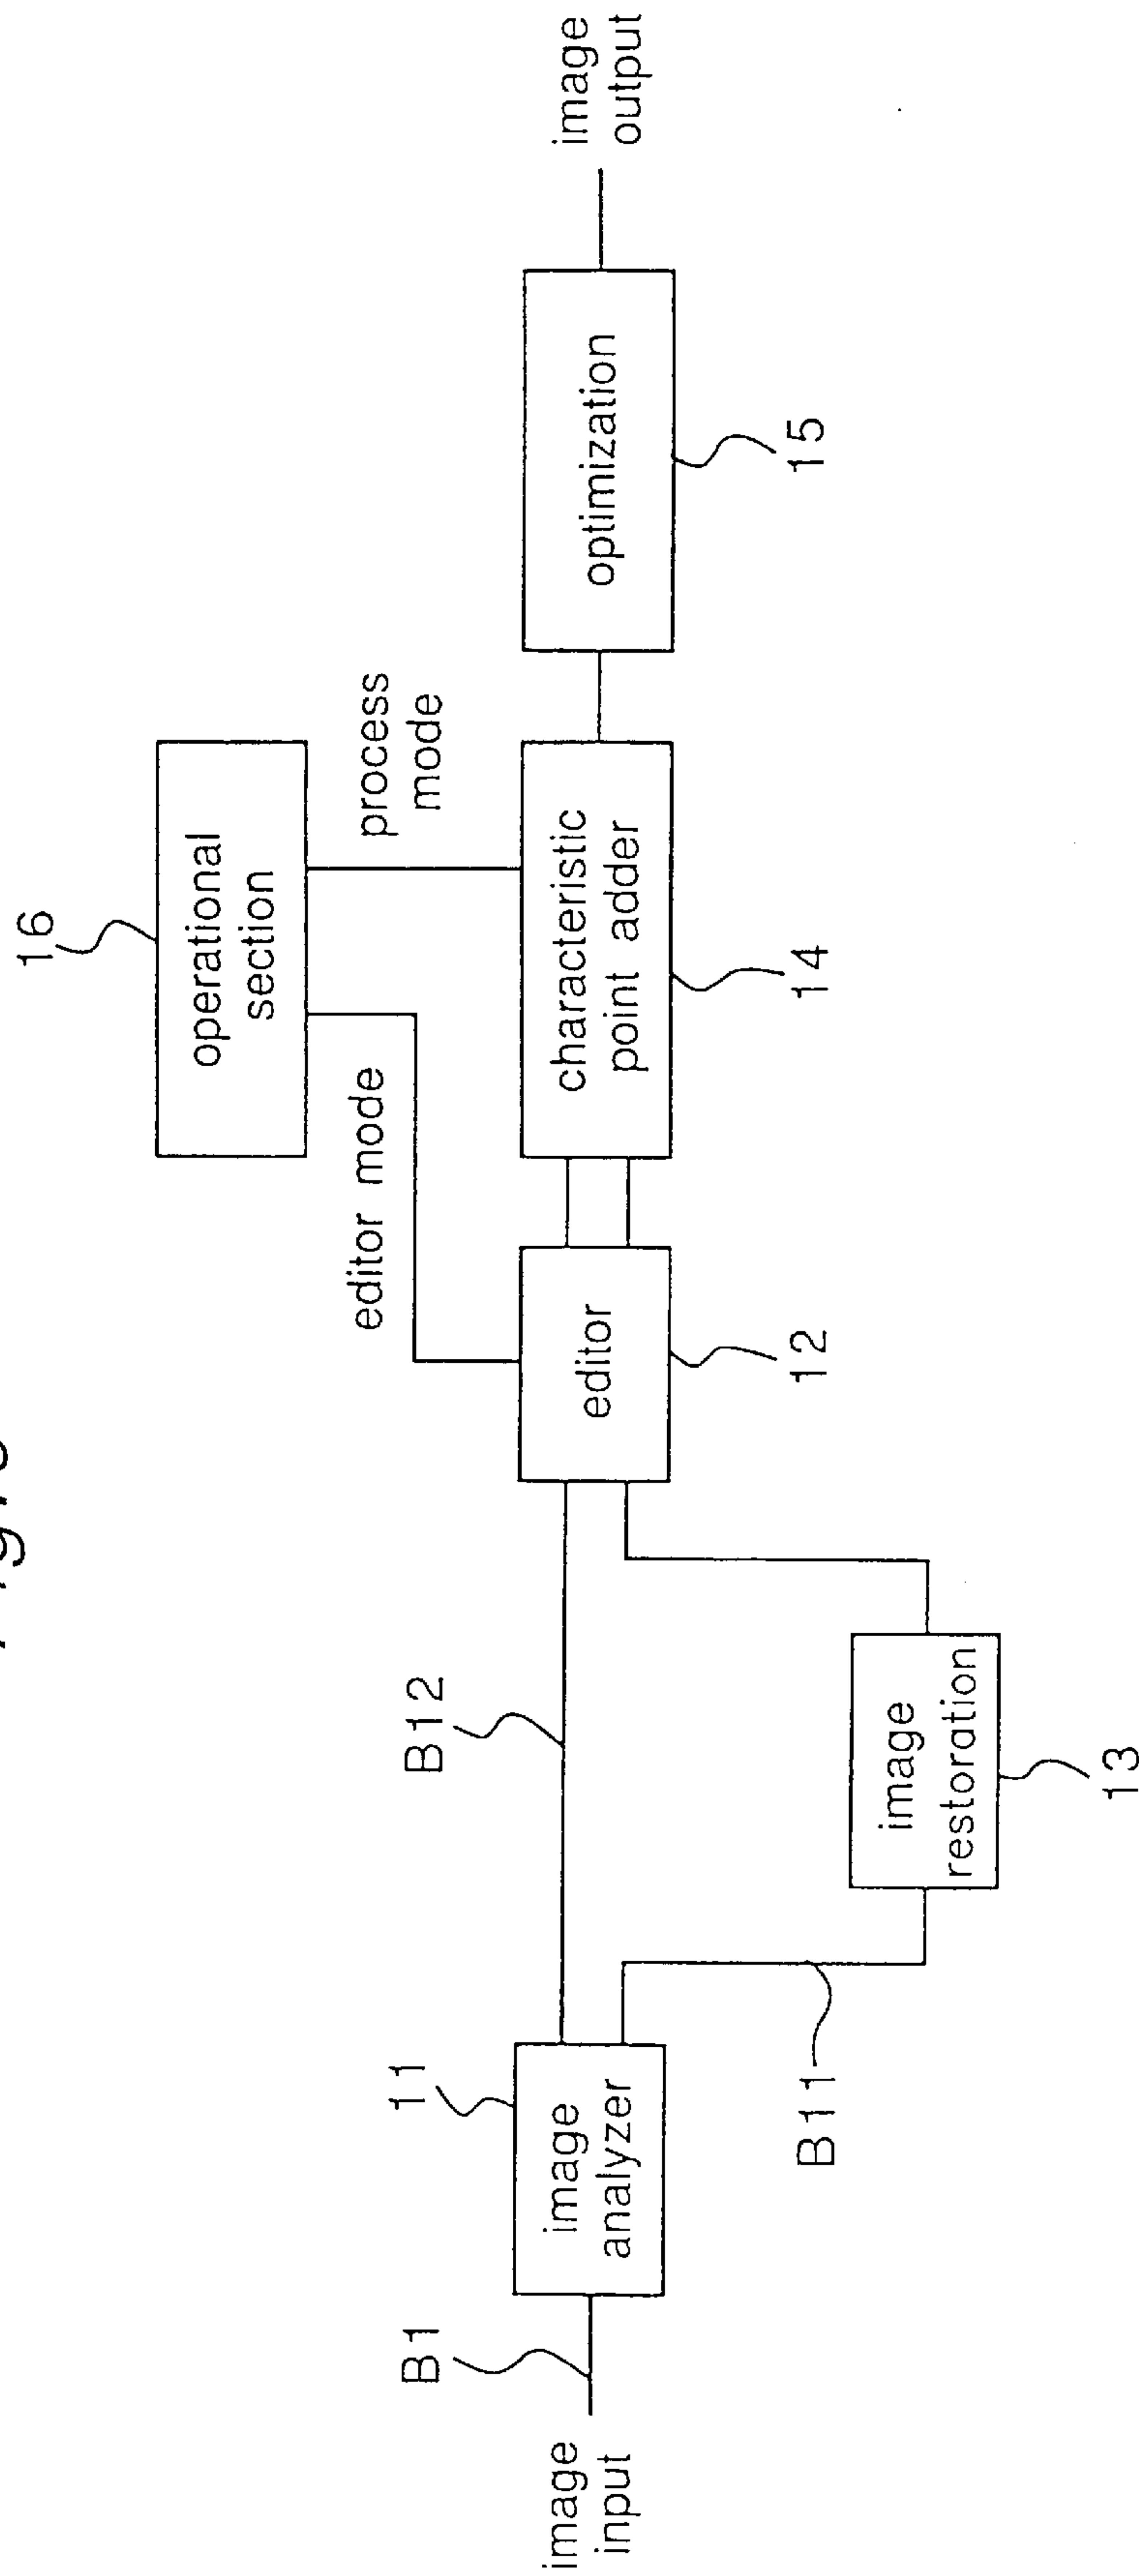 16
operational
section
editor mode
process
mode
image
input
B1
11
image
analyzer
B12
B111
image
restoration
13
editor
12
characteristic
point adder
14
optimization
15
image
output